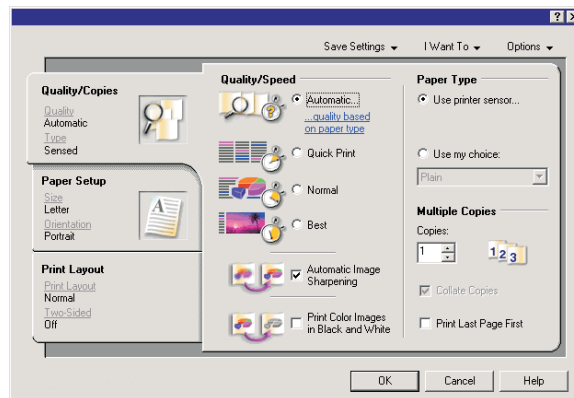 Save Settings
I Want To
Options
Quality/Copies
Quality
Automatic
Type
Sensed
Paper Setup
Size
Letter
Orientation
Portrait
A
Print Layout
Print Layout
Normal
Two-Sided
Off
Quality/Speed
?
Automatic...
...quality based
on paper type
Quick Print
Normal
Best
Automatic Image
Sharpening
Print Color Images
in Black and White
Paper Type
Use printer sensor...
Use my choice:
Plain
Multiple Copies
Copies:
1
1 2 3
Collate Copies
Print Last Page First
OK
Cancel
Help